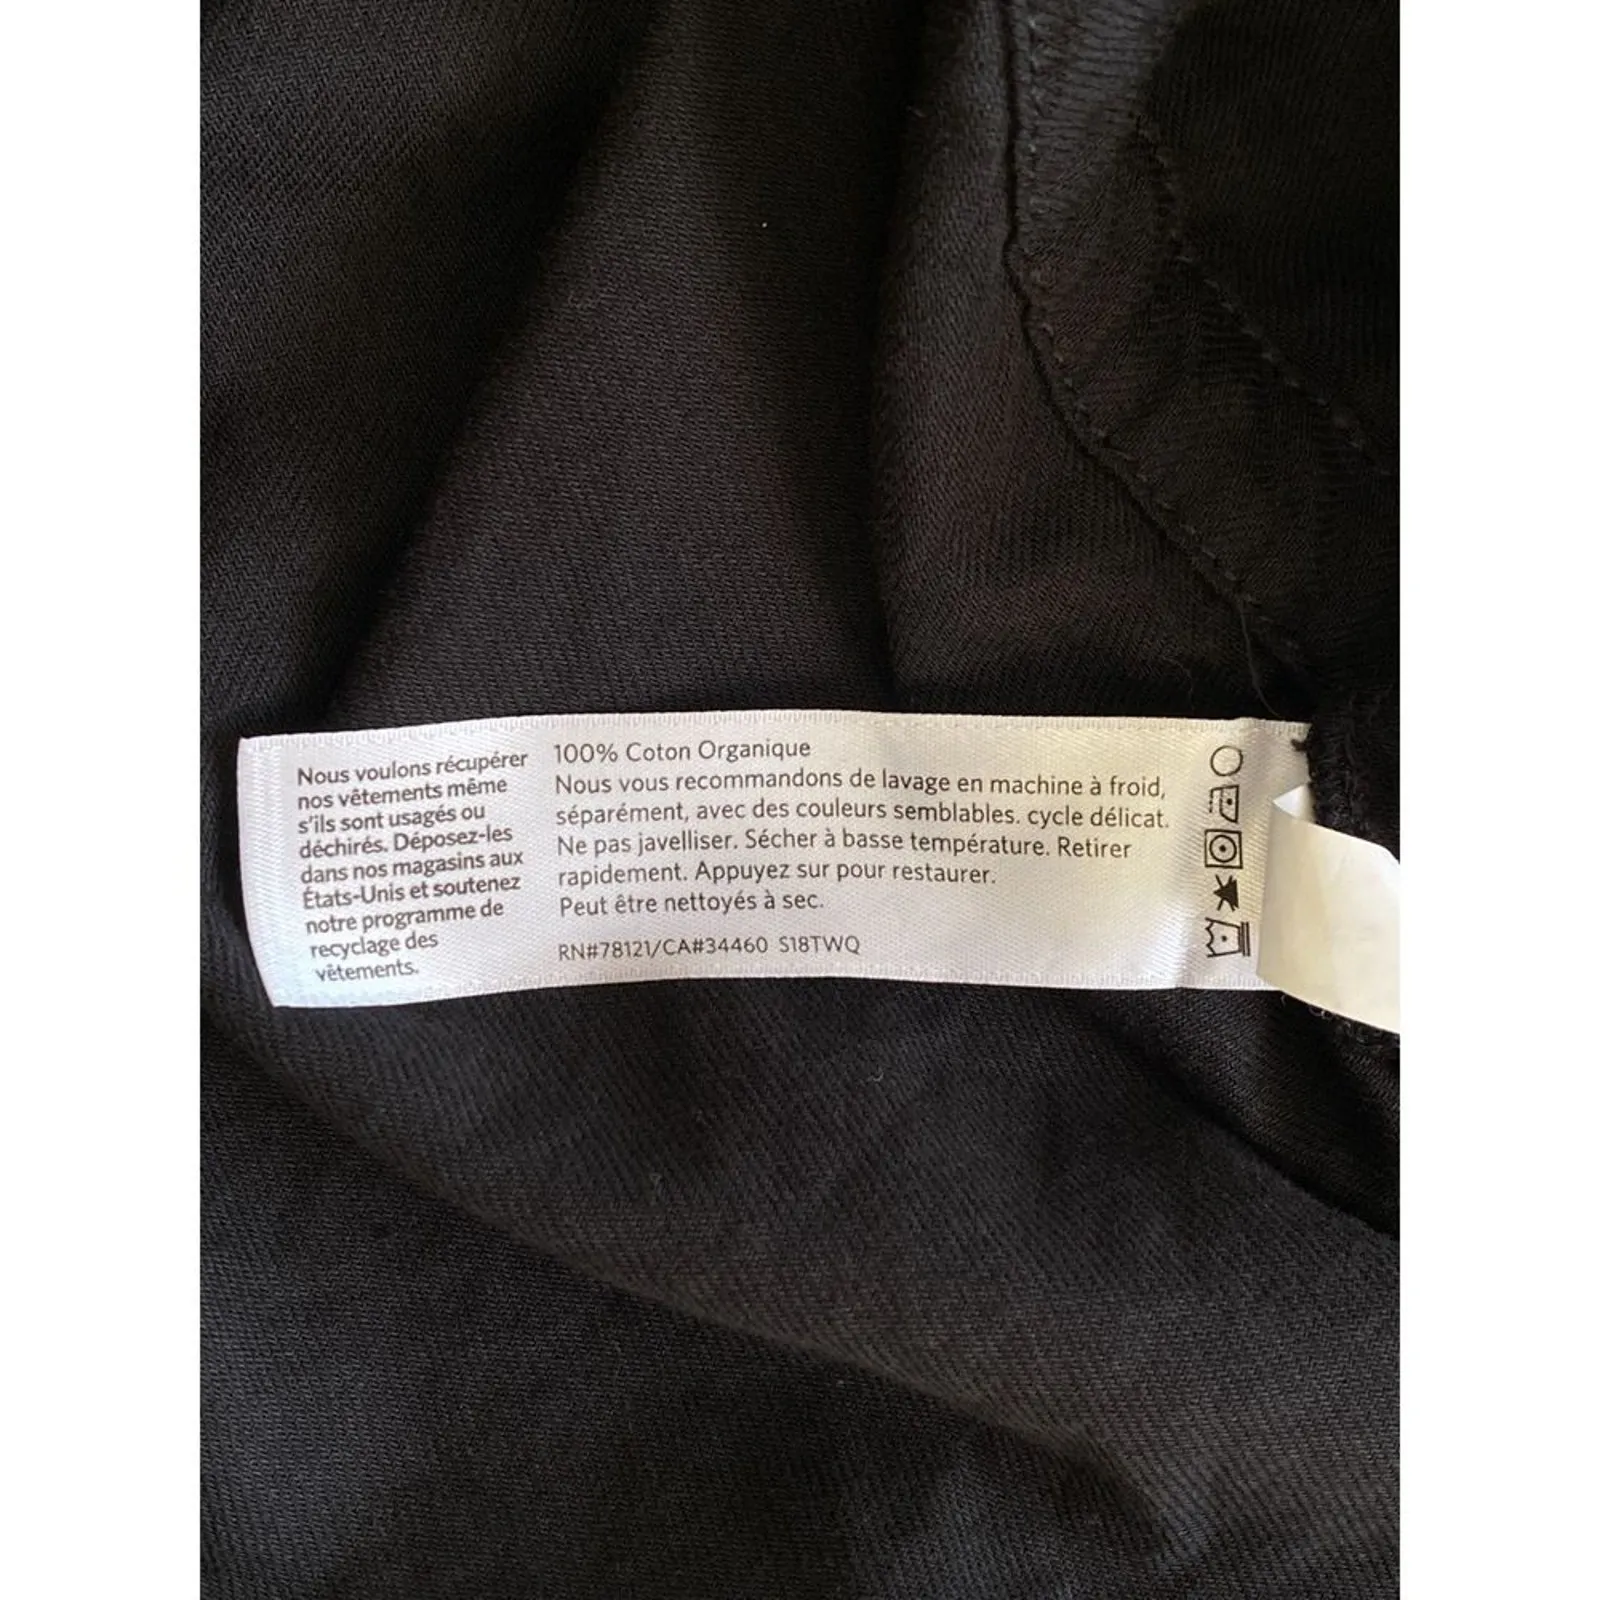 Nous voulons récupérer
nos vêtements même
s'ils sont usagés ou
déchirés. Déposez-les
dans nos magasins aux
États-Unis et soutenez
notre programme de
recyclage des
vêtements.
100% Coton Organique
Nous vous recommandons de lavage en machine à froid,
séparément, avec des couleurs semblables. cycle délicat.
Ne pas javelliser. Sécher à basse température. Retirer
rapidement. Appuyez sur pour restaurer.
Peut être nettoyés à sec.
RN#78121/CA#34460 S18TWQ